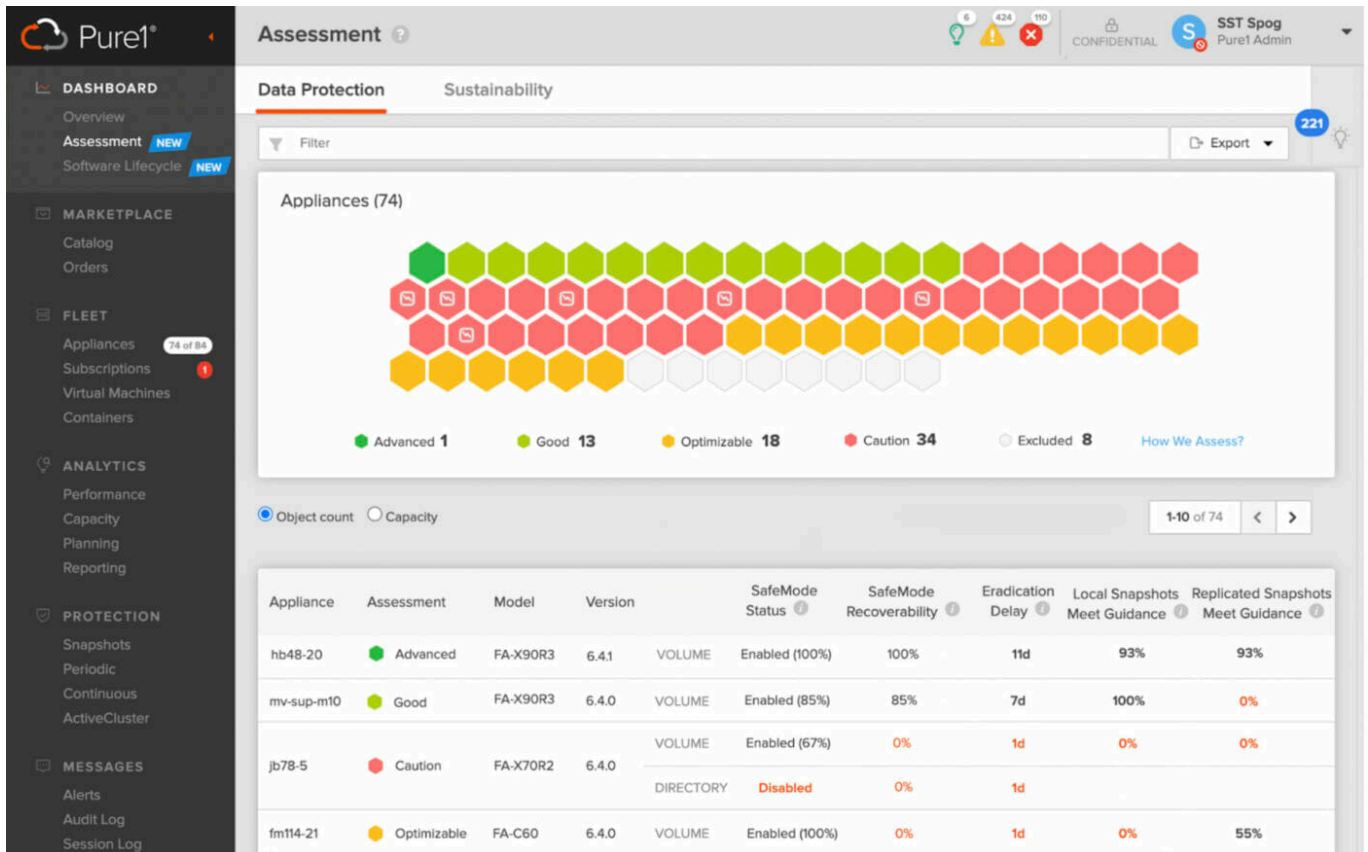 Pure1®
Assessment ?
6
424
110
CONFIDENTIAL
S
SST Spog
Pure1 Admin
DASHBOARD
Overview
Assessment NEW
Software Lifecycle NEW
MARKETPLACE
Catalog
Orders
FLEET
Appliances 74 of 84
Subscriptions 1
Virtual Machines
Containers
ANALYTICS
Performance
Capacity
Planning
Reporting
PROTECTION
Snapshots
Periodic
Continuous
ActiveCluster
MESSAGES
Alerts
Audit Log
Session Log
Data Protection Sustainability
221
Filter
Export
Appliances (74)
Advanced 1 Good 13 Optimizable 18 Caution 34 Excluded 8 How We Assess?
Object count Capacity
1-10 of 74 < >
Appliance Assessment Model Version SafeMode Status i SafeMode Recoverability i Eradication Delay i Local Snapshots Meet Guidance i Replicated Snapshots Meet Guidance i
hb48-20 Advanced FA-X90R3 6.4.1 VOLUME Enabled (100%) 100% 11d 93% 93%
mv-sup-m10 Good FA-X90R3 6.4.0 VOLUME Enabled (85%) 85% 7d 100% 0%
jb78-5 Caution FA-X70R2 6.4.0 VOLUME Enabled (67%) 0% 1d 0% 0%
DIRECTORY Disabled 0% 1d
fm114-21 Optimizable FA-C60 6.4.0 VOLUME Enabled (100%) 0% 1d 0% 55%